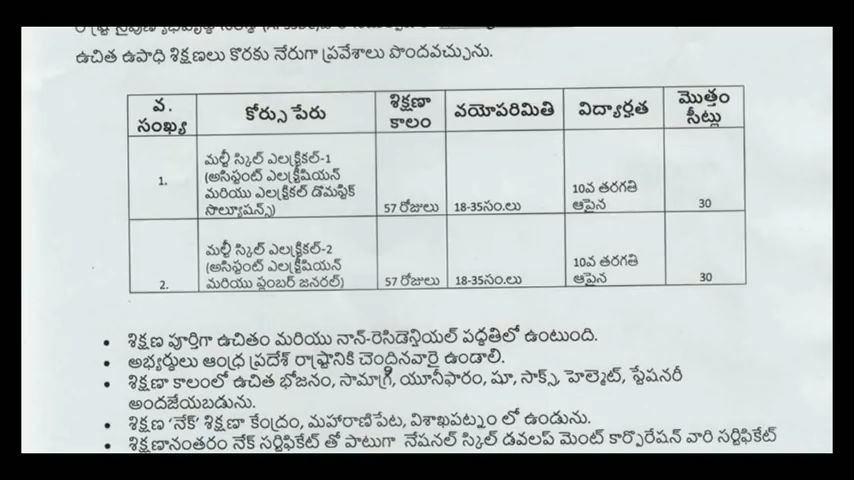 ఉచిత ఉపాధి శిక్షణలు కొరకు నేరుగా ప్రవేశాలు పొందవచ్చును.
వ. సంఖ్య కోర్సు పేరు శిక్షణా కాలం వయోపరిమితి విద్యార్హత మొత్తం సీట్లు
మల్టీ స్కిల్ ఎలక్ట్రికల్-1
1. (అసిస్టెంట్ ఎలక్ట్రీషియన్
మరియు ఎలక్ట్రికల్ డొమస్టిక్ 10వ తరగతి
సొల్యూషన్స్) 57 రోజులు 18-35సం.లు ఆపైన 30
మల్టీ స్కిల్ ఎలక్ట్రికల్-2
(అసిస్టెంట్ ఎలక్ట్రీషియన్ 10వ తరగతి
2. మరియు ప్లంబర్ జనరల్) 57 రోజులు 18-35సం.లు ఆపైన 30
• శిక్షణ పూర్తిగా ఉచితం మరియు నాన్-రెసిడెన్షియల్ పద్ధతిలో ఉంటుంది.
• అభ్యర్థులు ఆంధ్ర ప్రదేశ్ రాష్ట్రానికి చెందినవారై ఉండాలి.
• శిక్షణా కాలంలో ఉచిత భోజనం, సామాగ్రి, యూనీఫారం, షూ, సాక్స్, హెల్మెట్, స్టేషనరీ
అందజేయబడును.
• శిక్షణ 'నేక్' శిక్షణా కేంద్రం, మహారాణిపేట, విశాఖపట్నం లో ఉండును.
• శిక్షణానంతరం నేక్ సర్టిఫికేట్ తో పాటుగా నేషనల్ స్కిల్ డవలప్ మెంట్ కార్పొరేషన్ వారి సర్టిఫికేట్